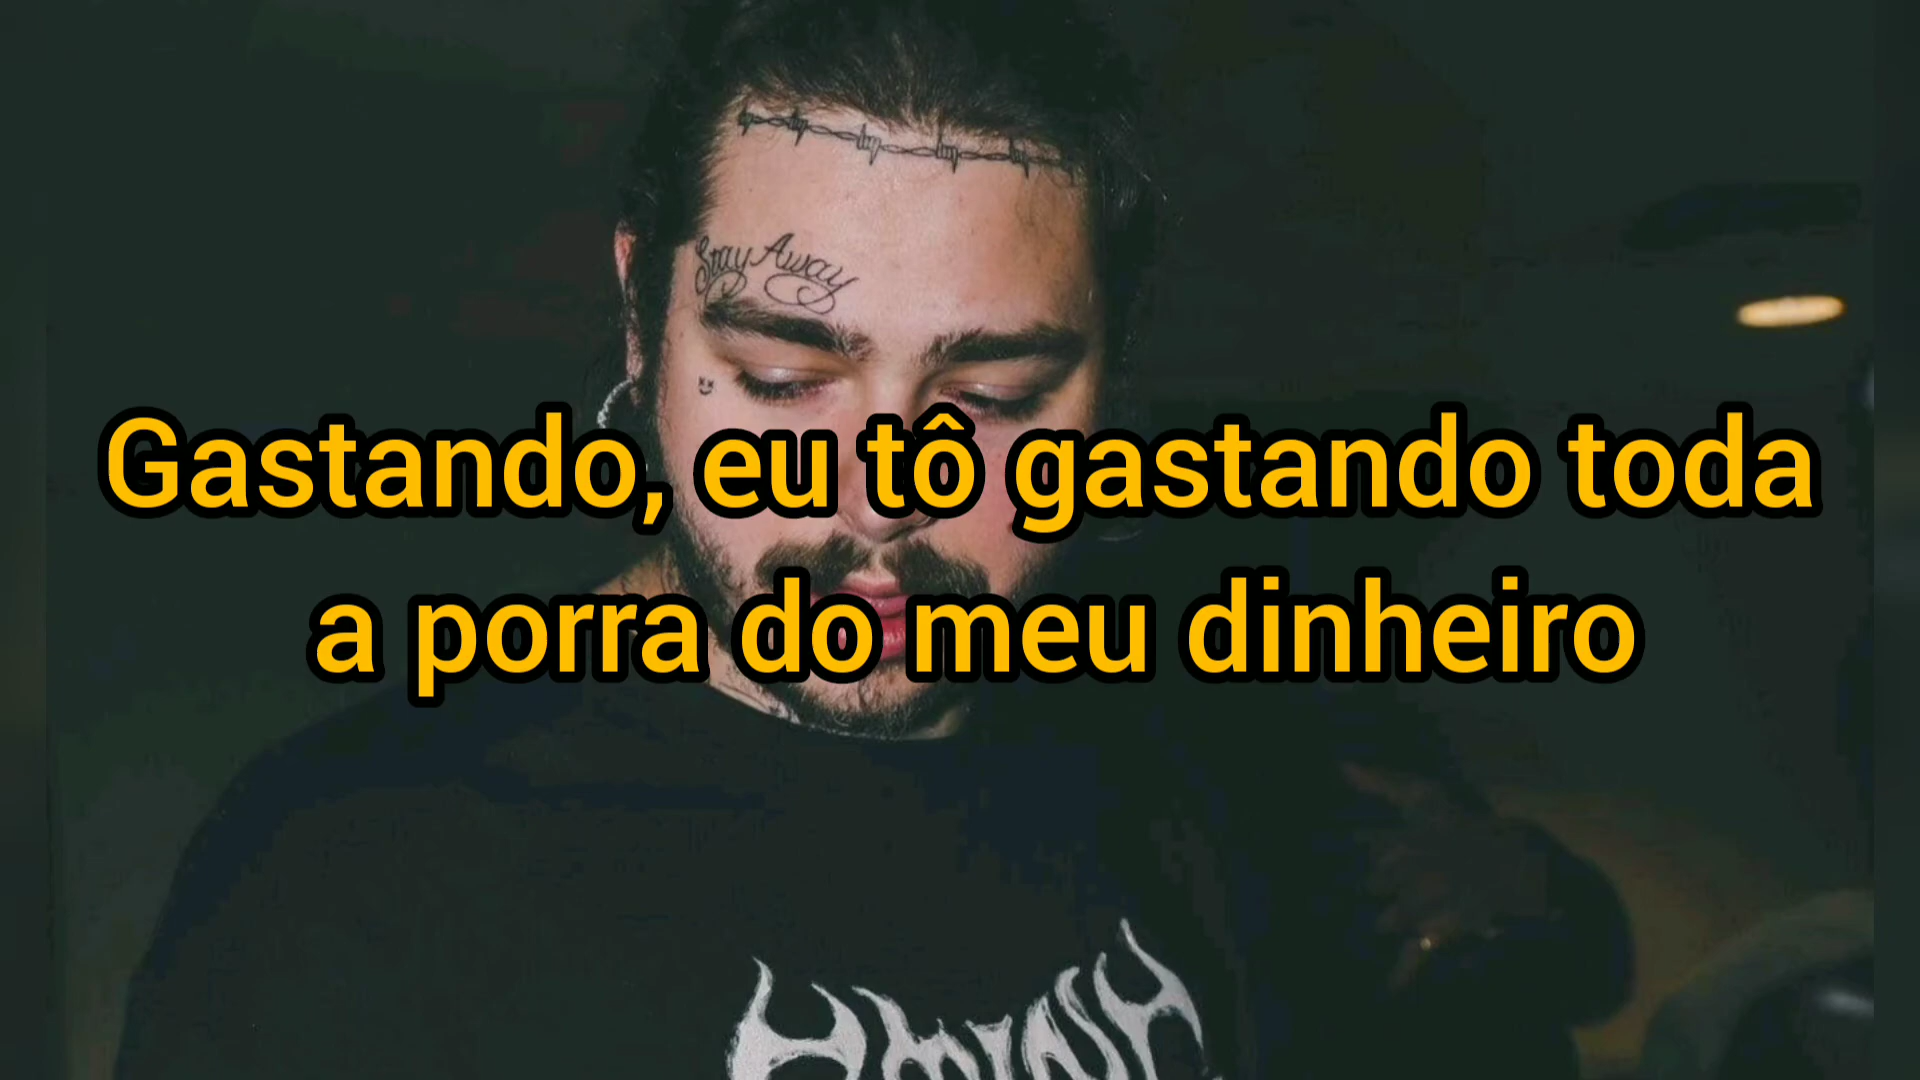 Stay Away
Gastando, eu tô gastando toda
a porra do meu dinheiro